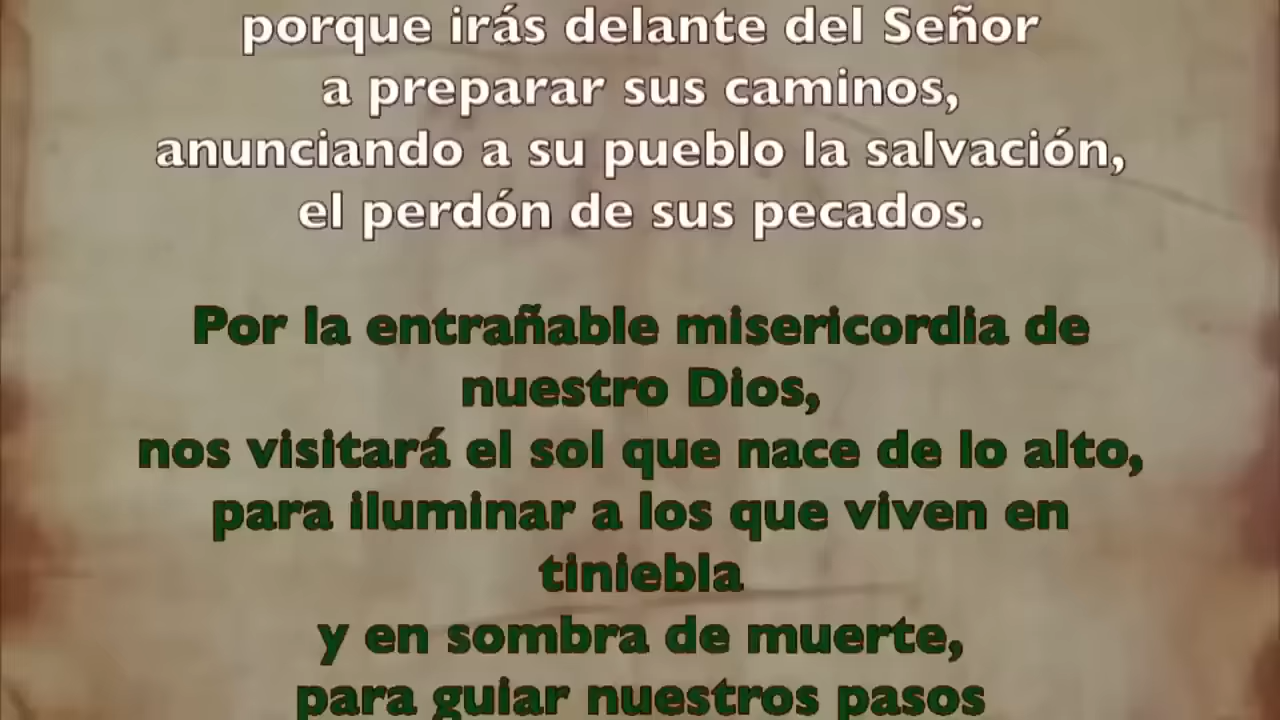 porque irás delante del Señor
a preparar sus caminos,
anunciando a su pueblo la salvación,
el perdón de sus pecados.
Por la entrañable misericordia de
nuestro Dios,
nos visitará el sol que nace de lo alto,
para iluminar a los que viven en
tiniebla
y en sombra de muerte,
para guiar nuestros pasos